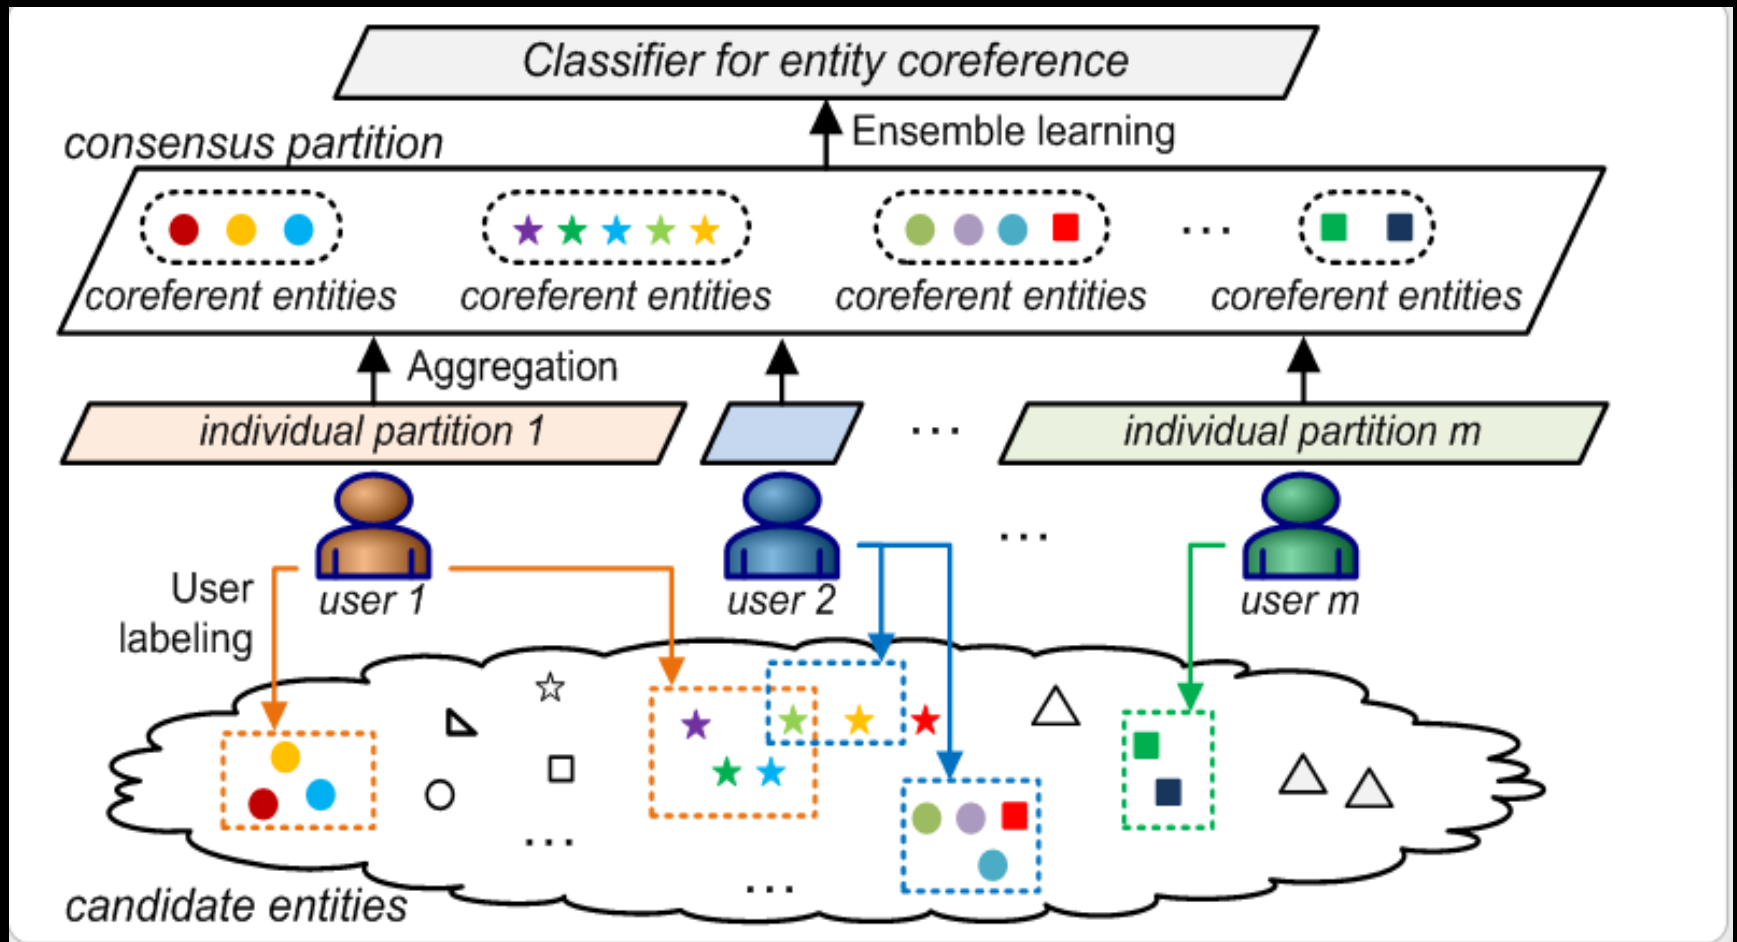 Classifier for entity coreference
Ensemble learning
consensus partition
...
coreferent entities coreferent entities coreferent entities coreferent entities
Aggregation
individual partition 1 ... individual partition m
...
User
labeling
user 1 user 2 user m
...
...
candidate entities